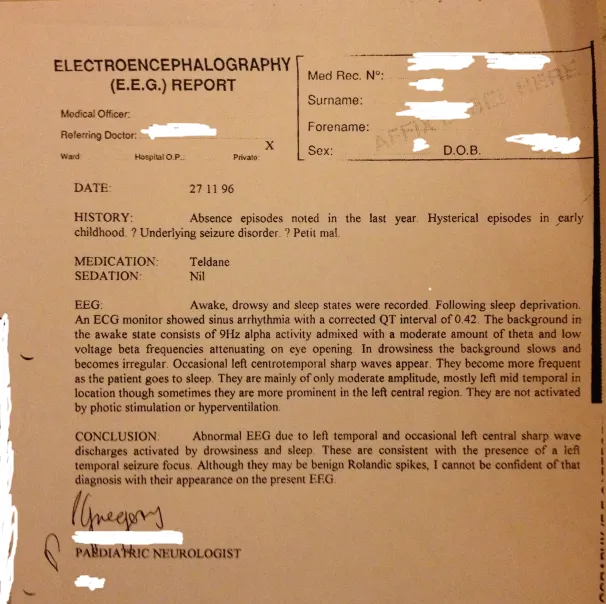 ELECTROENCEPHALOGRAPHY
(E.E.G.) REPORT
Med Rec. Nº:
Surname:
Forename:
Sex: D.O.B.
AFFIX LABEL HERE
Medical Officer:
Referring Doctor:
X
Ward: Hospital O.P.: Private:
DATE: 27 11 96
HISTORY: Absence episodes noted in the last year. Hysterical episodes in early
childhood. ? Underlying seizure disorder. ? Petit mal.
MEDICATION: Teldane
SEDATION: Nil
EEG: Awake, drowsy and sleep states were recorded. Following sleep deprivation.
An ECG monitor showed sinus arrhythmia with a corrected QT interval of 0.42. The background in
the awake state consists of 9Hz alpha activity admixed with a moderate amount of theta and low
voltage beta frequencies attenuating on eye opening. In drowsiness the background slows and
becomes irregular. Occasional left centrotemporal sharp waves appear. They become more frequent
as the patient goes to sleep. They are mainly of only moderate amplitude, mostly left mid temporal in
location though sometimes they are more prominent in the left central region. They are not activated
by photic stimulation or hyperventilation.
CONCLUSION: Abnormal EEG due to left temporal and occasional left central sharp wave
discharges activated by drowsiness and sleep. These are consistent with the presence of a left
temporal seizure focus. Although they may be benign Rolandic spikes, I cannot be confident of that
diagnosis with their appearance on the present EEG.
PAEDIATRIC NEUROLOGIST